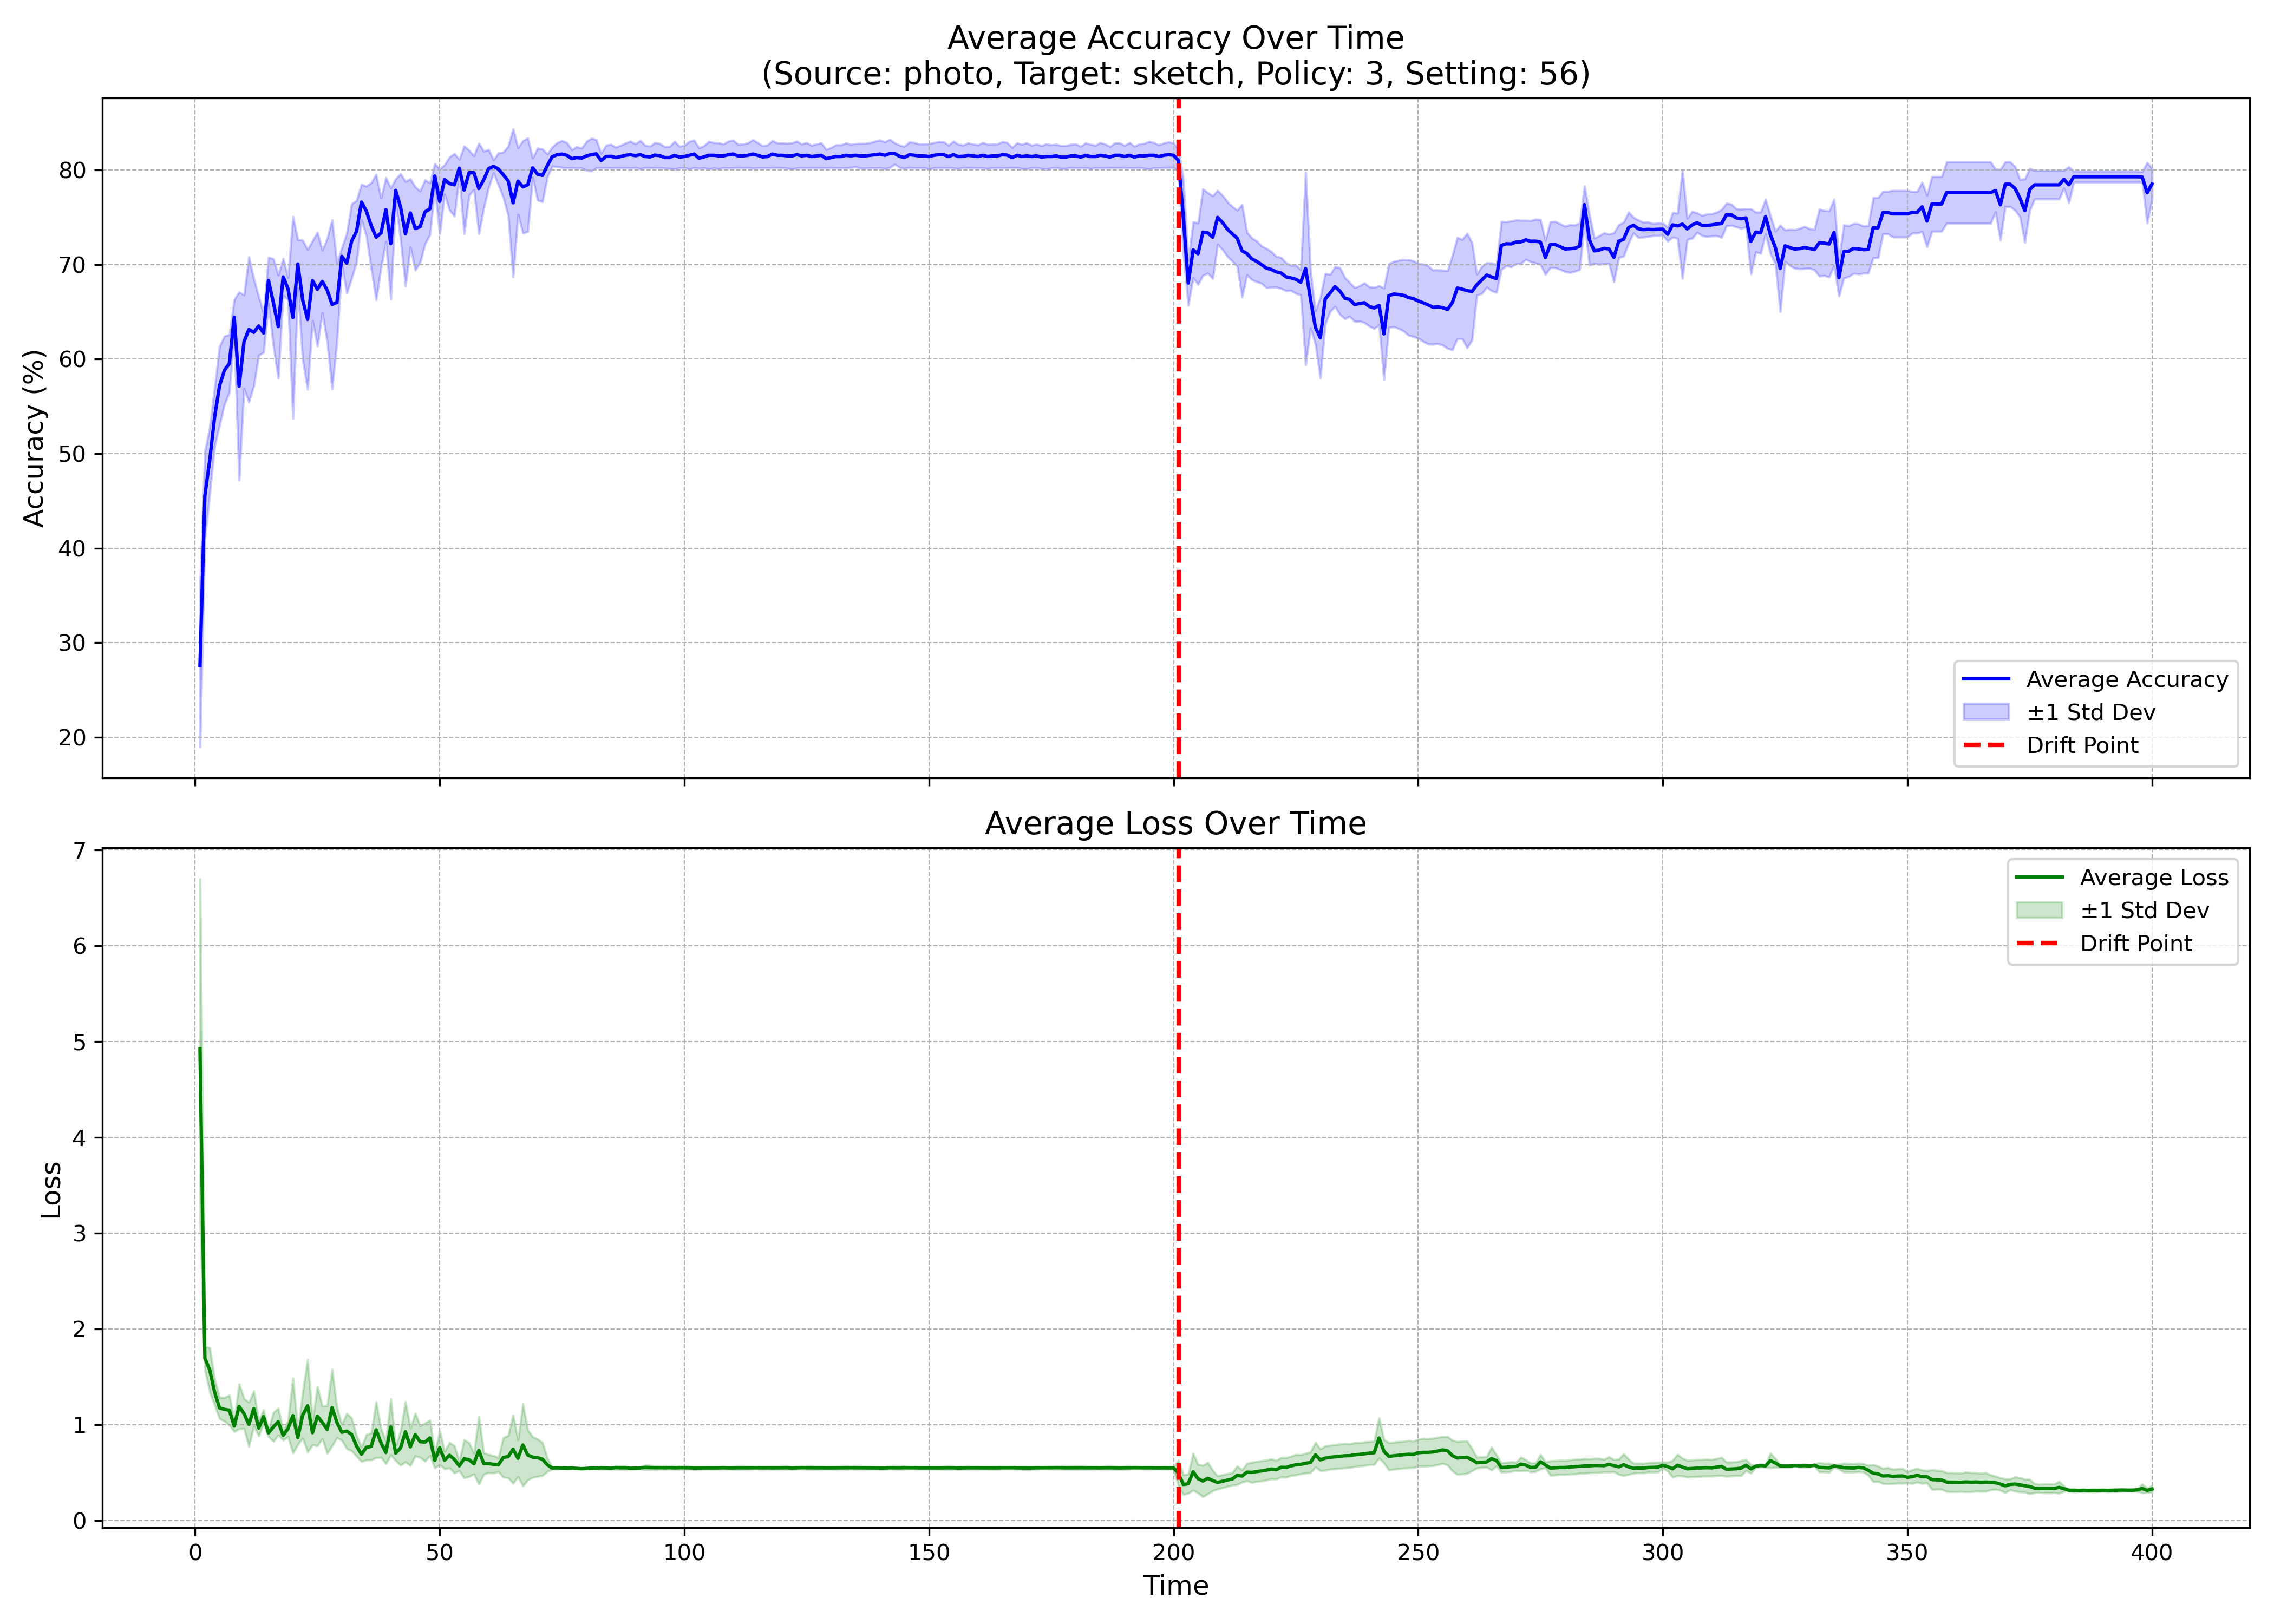 Average Accuracy Over Time
(Source: photo, Target: sketch, Policy: 3, Setting: 56)
Accuracy (%)
80
70
60
50
40
30
20
Average Accuracy
±1 Std Dev
Drift Point
Average Loss Over Time
Loss
7
6
5
4
3
2
1
0
Average Loss
±1 Std Dev
Drift Point
0 50 100 150 200 250 300 350 400
Time